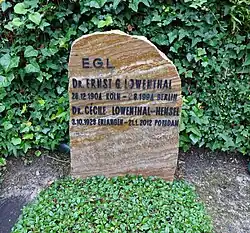 EGL
Dr. ERNST G. LOWENTHAL
28.12.1904 KÖLN – 7.8.1994 BERLIN
Dr. CÉCILE LOWENTHAL-HENSEL
3.10.1923 ERLANGEN – 21.1.2012 POTSDAM